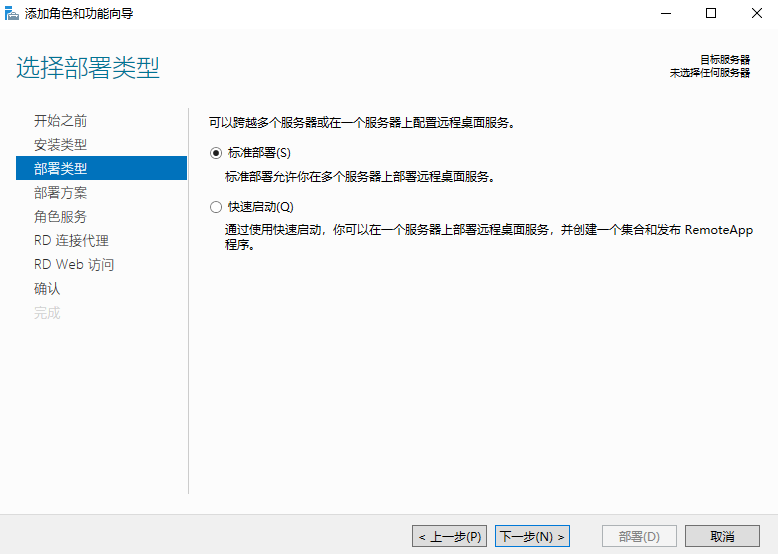 添加角色和功能向导
选择部署类型
目标服务器
未选择任何服务器
开始之前
安装类型
部署类型
部署方案
角色服务
RD 连接代理
RD Web 访问
确认
完成
可以跨越多个服务器或在一个服务器上配置远程桌面服务。
标准部署(S)
标准部署允许你在多个服务器上部署远程桌面服务。
快速启动(Q)
通过使用快速启动，你可以在一个服务器上部署远程桌面服务，并创建一个集合和发布 RemoteApp
程序。
< 上一步(P)
下一步(N) >
部署(D)
取消